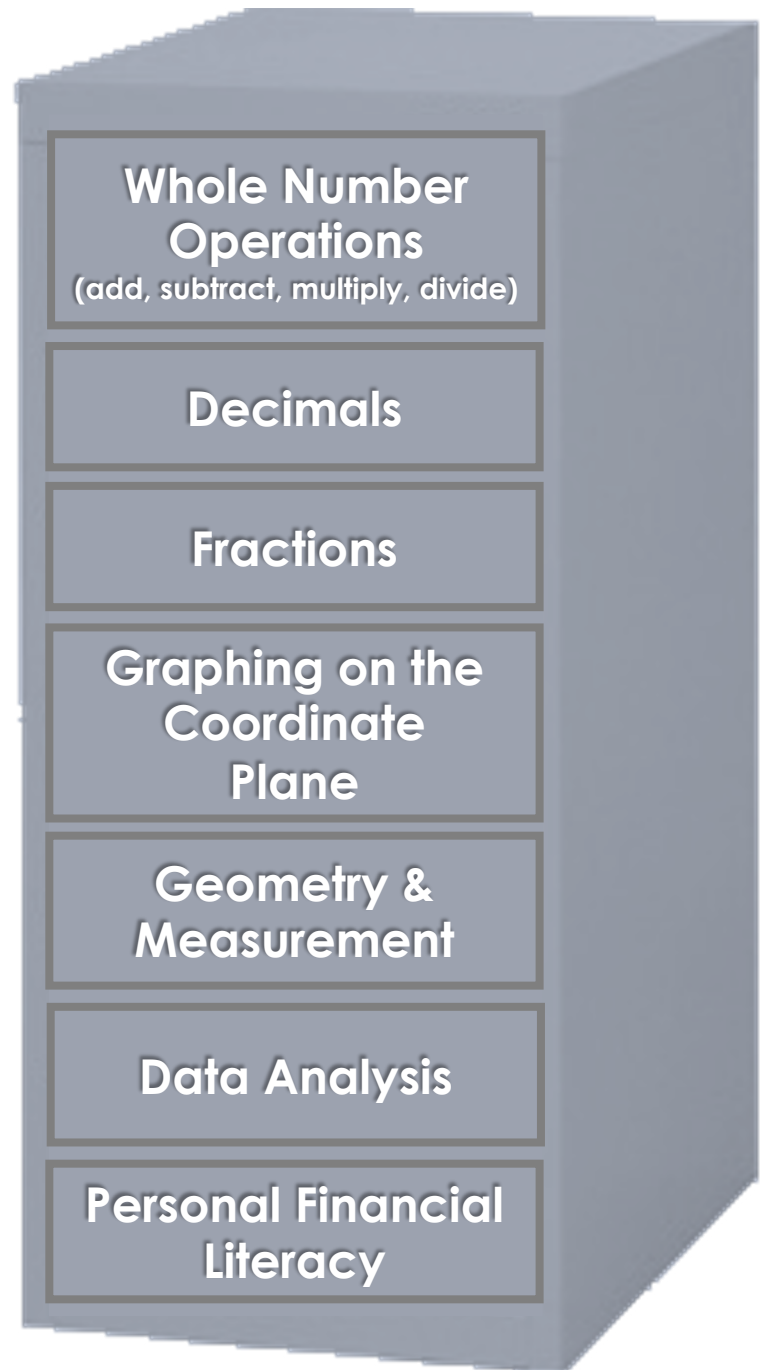 Whole Number
Operations
(add, subtract, multiply, divide)
Decimals
Fractions
Graphing on the
Coordinate
Plane
Geometry &
Measurement
Data Analysis
Personal Financial
Literacy